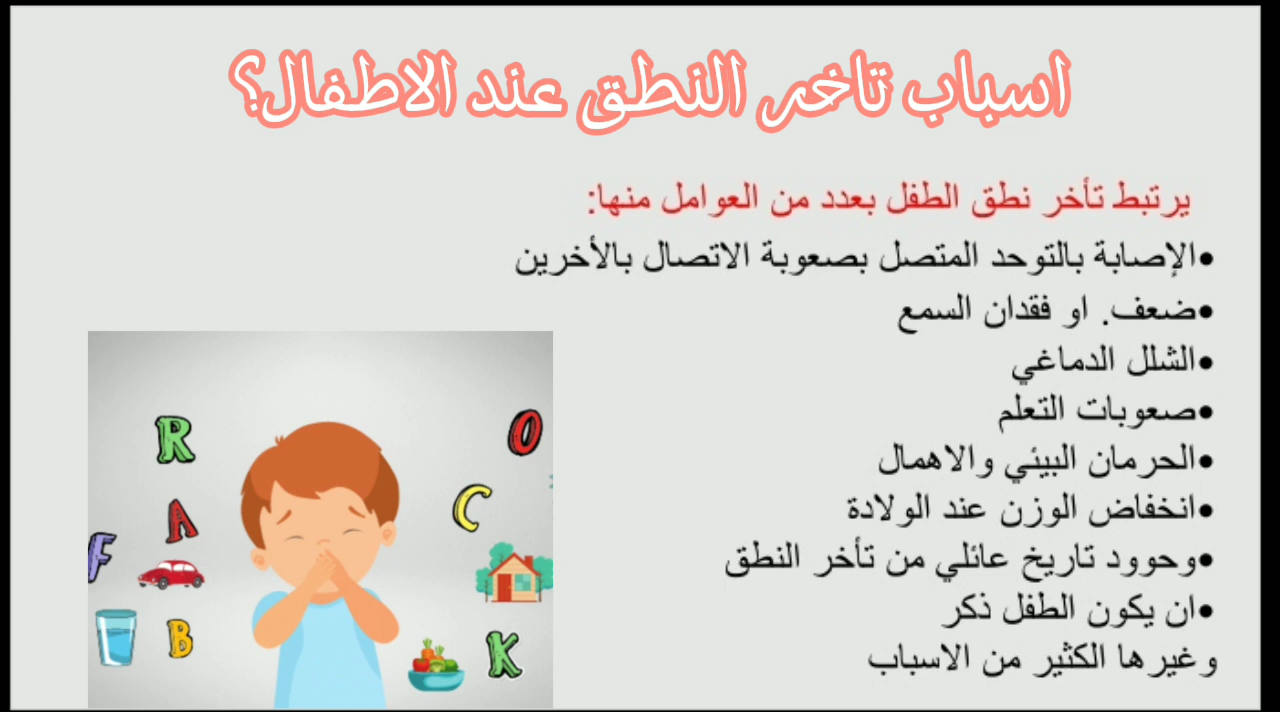 اسباب تاخر النطق عند الاطفال؟
يرتبط تأخر نطق الطفل بعدد من العوامل منها:
•الإصابة بالتوحد المتصل بصعوبة الاتصال بالأخرين
•ضعف. او فقدان السمع
•الشلل الدماغي
•صعوبات التعلم
•الحرمان البيئي والاهمال
•انخفاض الوزن عند الولادة
•وحوود تاريخ عائلي من تأخر النطق
•ان يكون الطفل ذكر
وغيرها الكثير من الاسباب
R
O
A
C
F
B
K